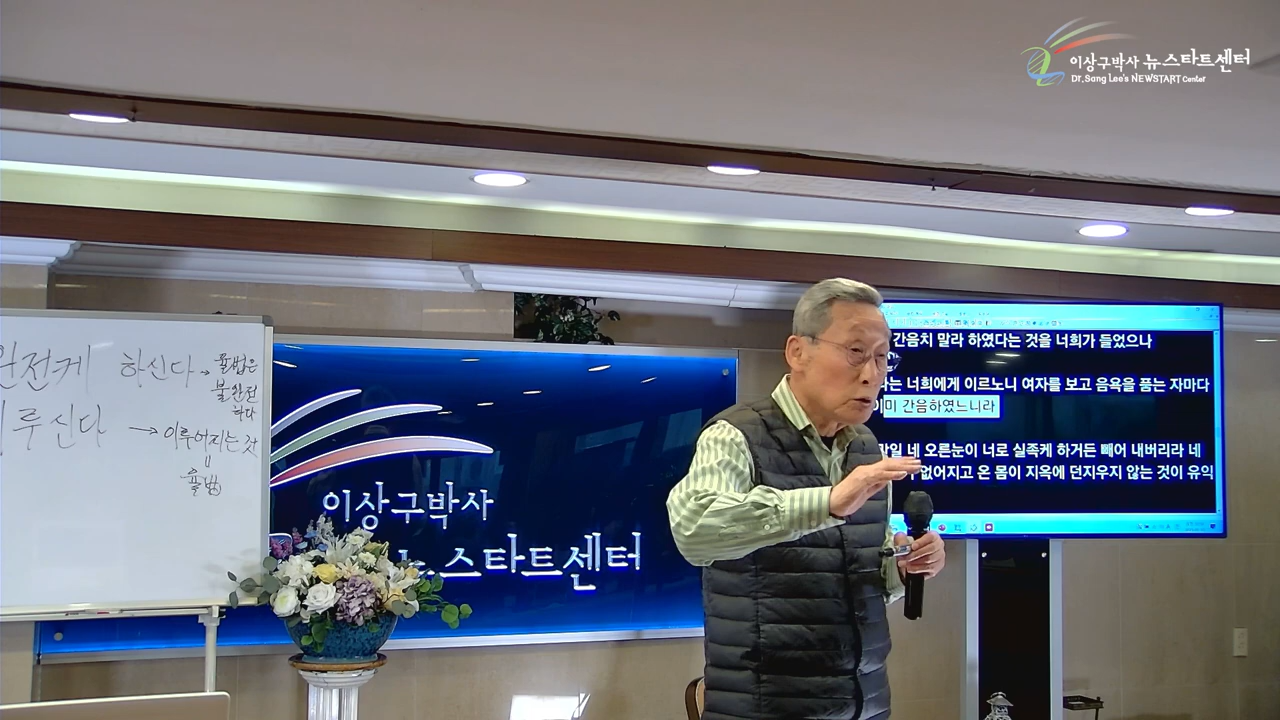 이상구박사 뉴스타트센터
Dr. Sang Lee's NEWSTART Center
완전케 하신다 → 율법은
불완전
하다
루신다 → 이루어지는 것
율법
이상구박사
뉴스타트센터
간음치 말라 하였다는 것을 너희가 들었으나
나는 너희에게 이르노니 여자를 보고 음욕을 품는 자마다
이미 간음하였느니라
만일 네 오른눈이 너로 실족케 하거든 빼어 내버리라 네
없어지고 온 몸이 지옥에 던지우지 않는 것이 유익